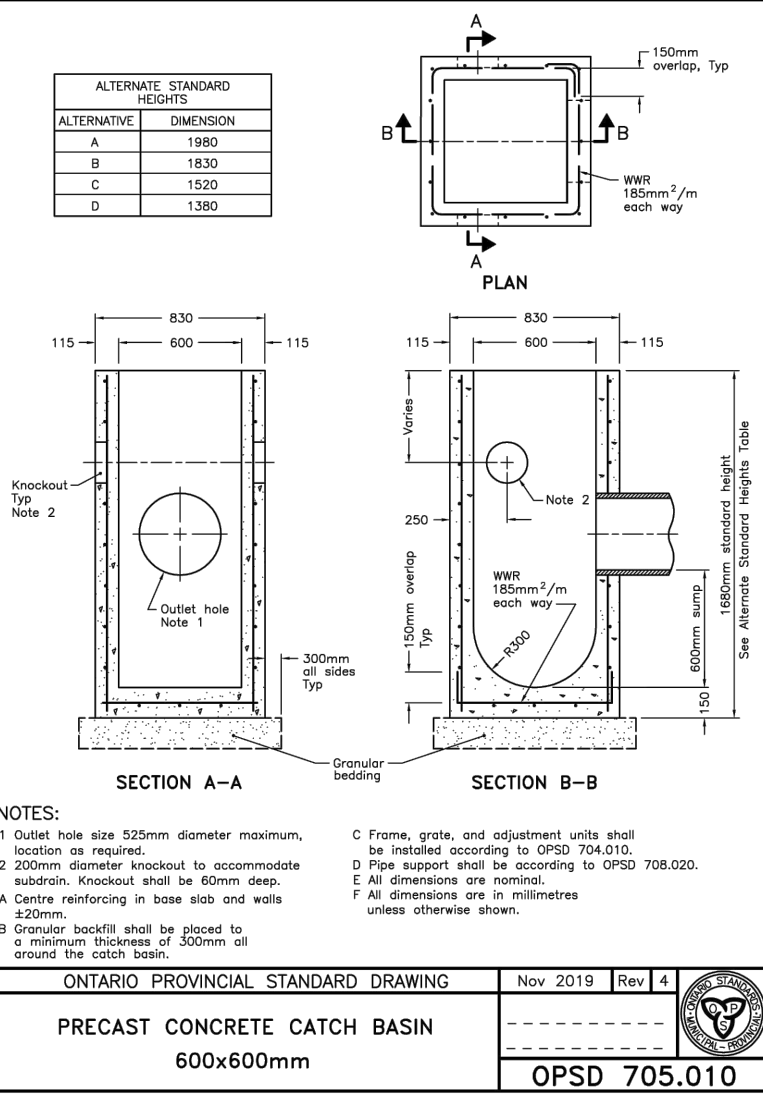 A
150mm
overlap, Typ
ALTERNATE STANDARD
HEIGHTS
ALTERNATIVE DIMENSION
A 1980
B 1830
C 1520
D 1380
B B
WWR
185mm²/m
each way
A
PLAN
830
115 600 115
Knockout
Typ
Note 2
Outlet hole
Note 1
300mm
all sides
Typ
SECTION A–A
830
115 600 115
Varies
Note 2
250
150mm overlap
Typ
WWR
185mm²/m
each way
R300
600mm sump
150
1680mm standard height
See Alternate Standard Heights Table
Granular
bedding
SECTION B–B
NOTES:
1 Outlet hole size 525mm diameter maximum,
location as required.
2 200mm diameter knockout to accommodate
subdrain. Knockout shall be 60mm deep.
A Centre reinforcing in base slab and walls
±20mm.
B Granular backfill shall be placed to
a minimum thickness of 300mm all
around the catch basin.
C Frame, grate, and adjustment units shall
be installed according to OPSD 704.010.
D Pipe support shall be according to OPSD 708.020.
E All dimensions are nominal.
F All dimensions are in millimetres
unless otherwise shown.
ONTARIO PROVINCIAL STANDARD DRAWING
Nov 2019 Rev 4
PRECAST CONCRETE CATCH BASIN
600x600mm
ONTARIO STANDARDS
MUNICIPAL – PROVINCIAL
O P
S
OPSD 705.010